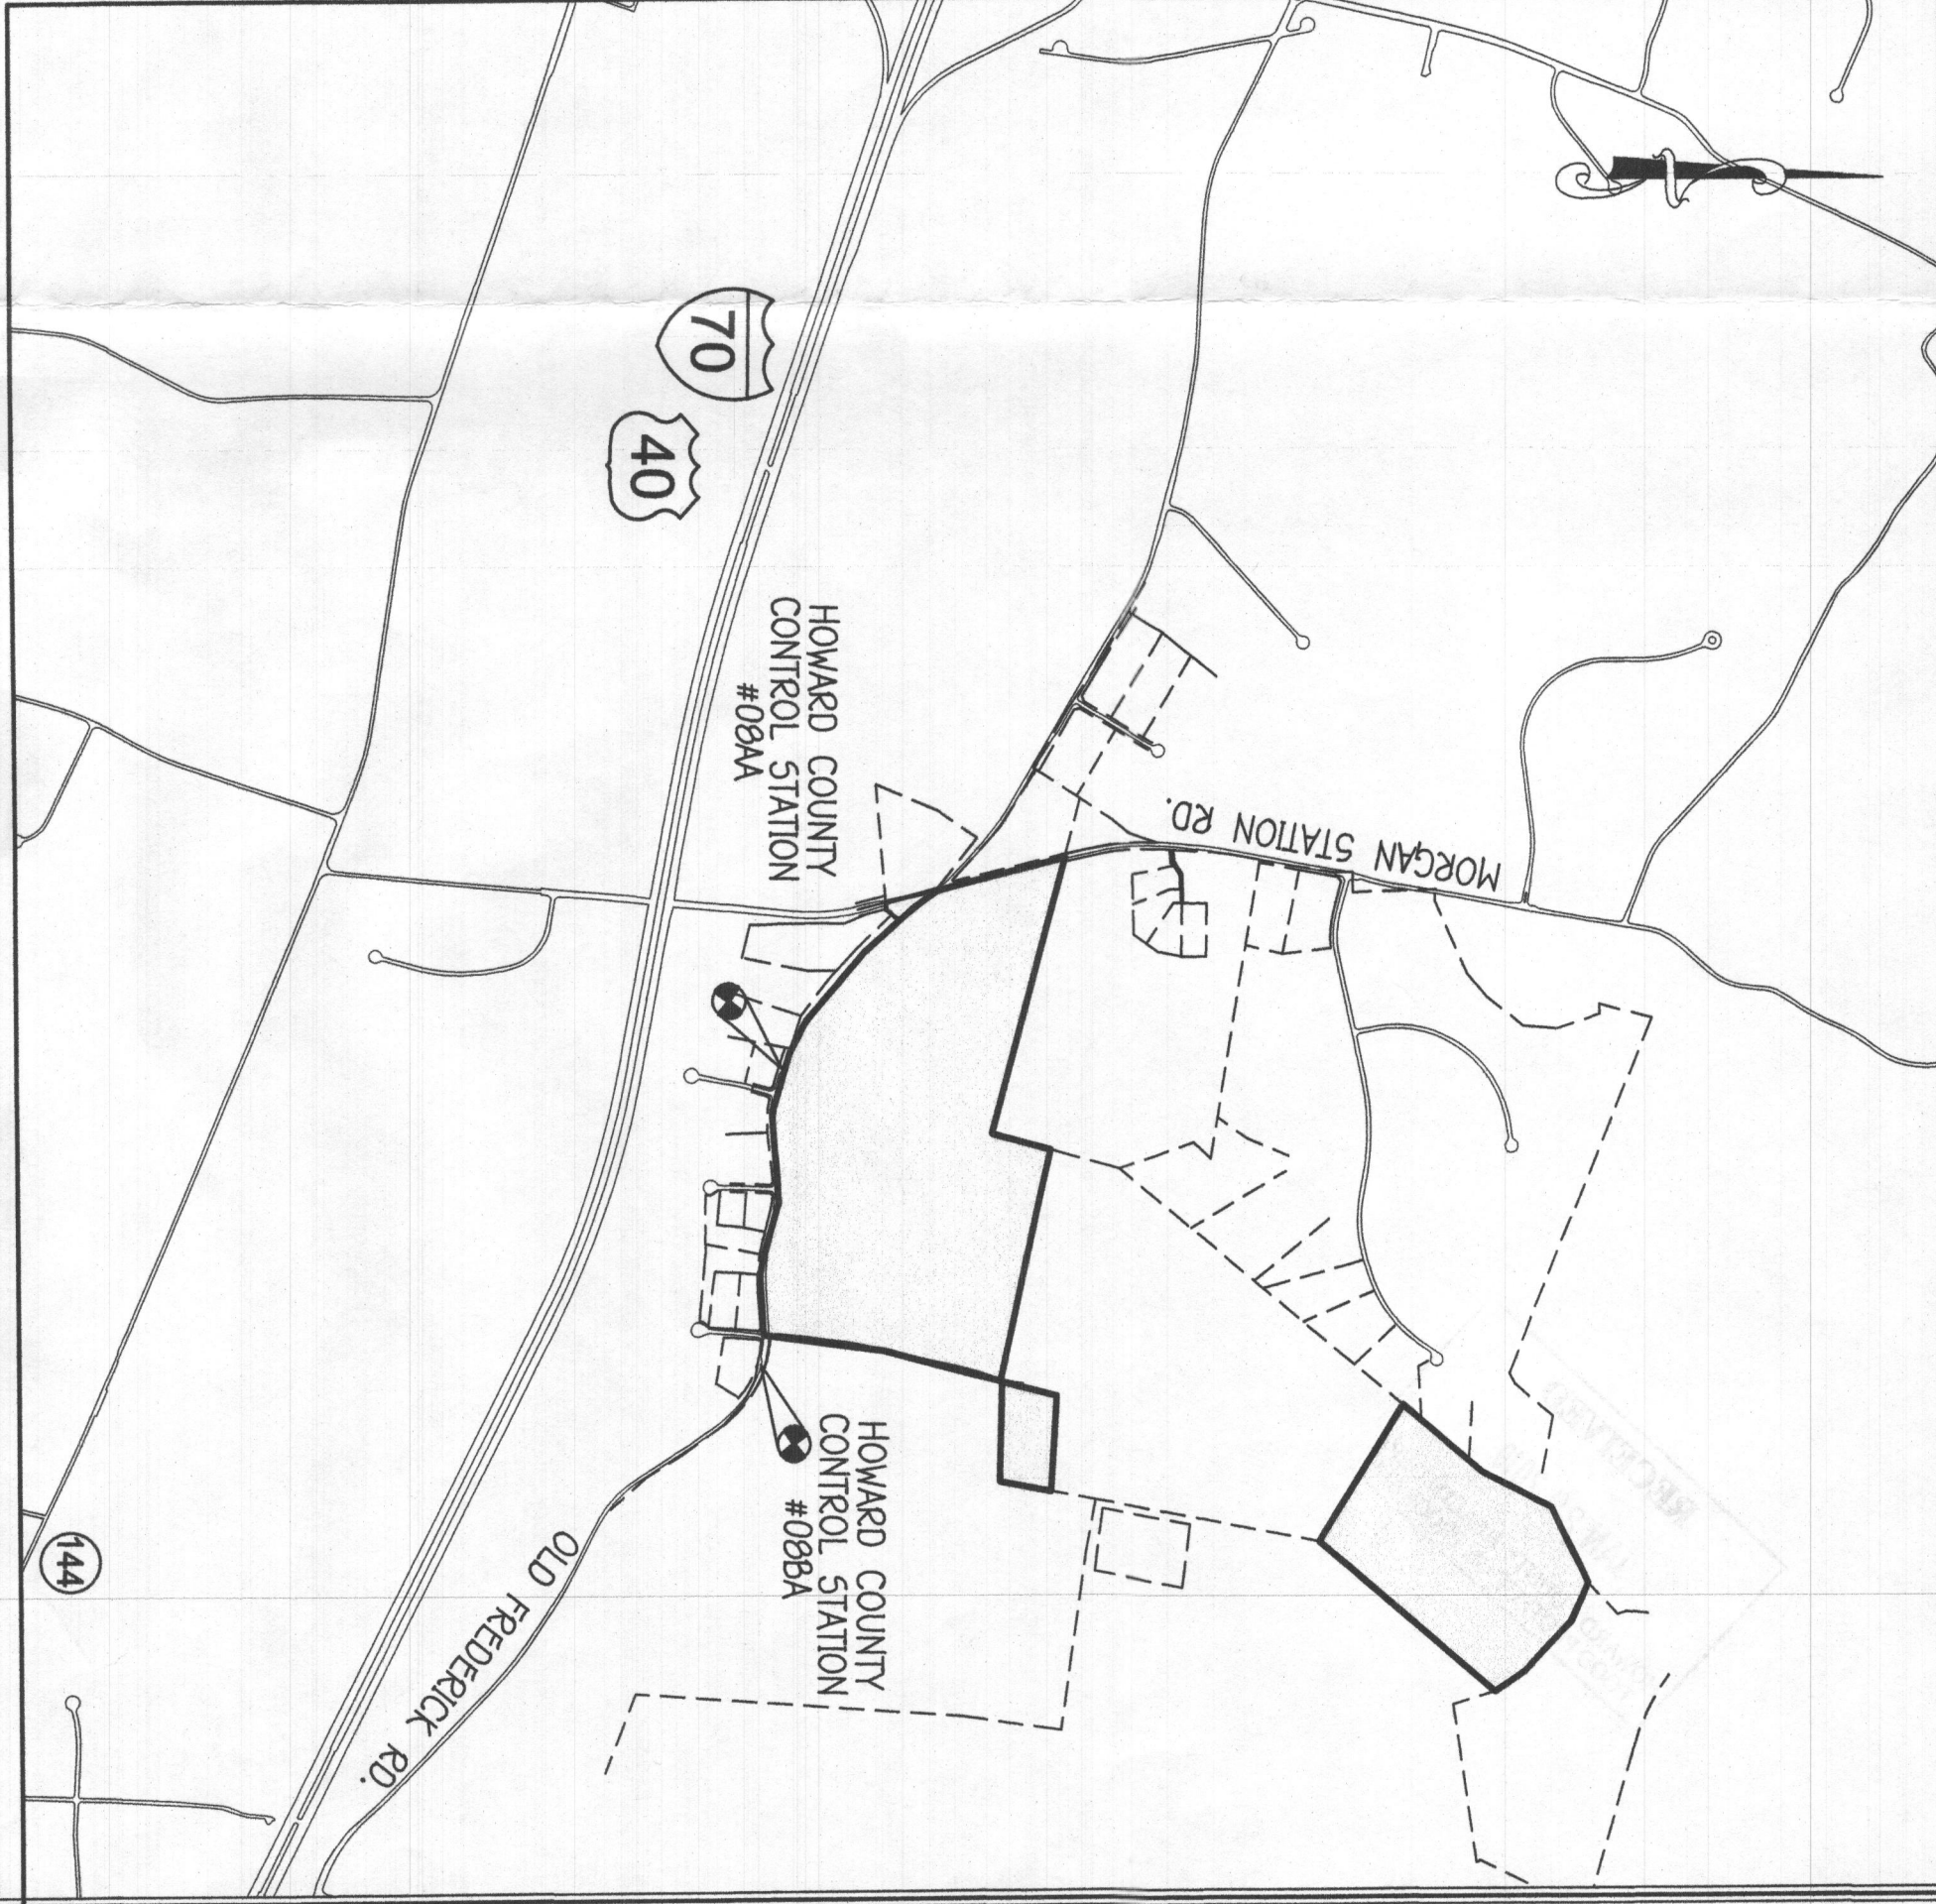 70
40
HOWARD COUNTY
CONTROL STATION
#08AA
MORGAN STATION RD.
HOWARD COUNTY
CONTROL STATION
#08BA
OLD FREDERICK RD.
144